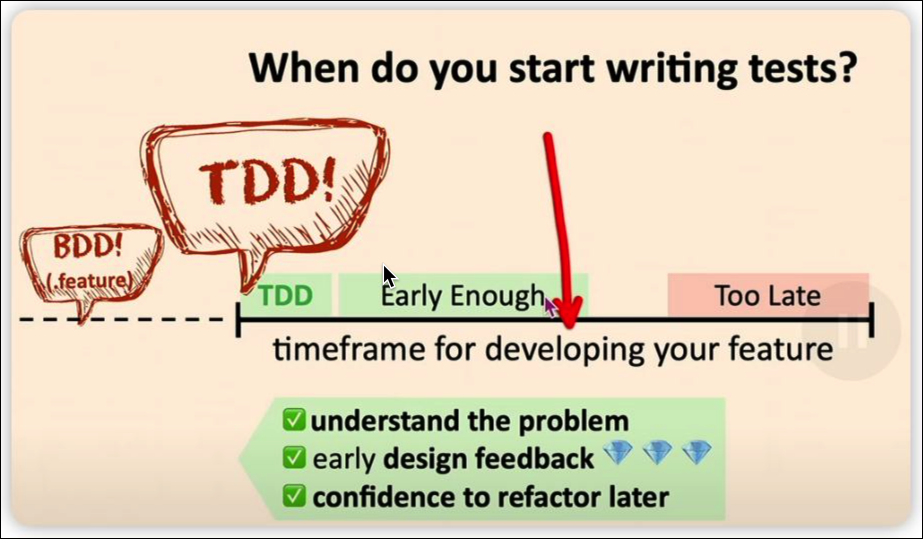 When do you start writing tests?
TDD!
BDD!
(.feature)
TDD
Early Enough
Too Late
timeframe for developing your feature
✅ understand the problem
✅ early design feedback 💎 💎 💎
✅ confidence to refactor later